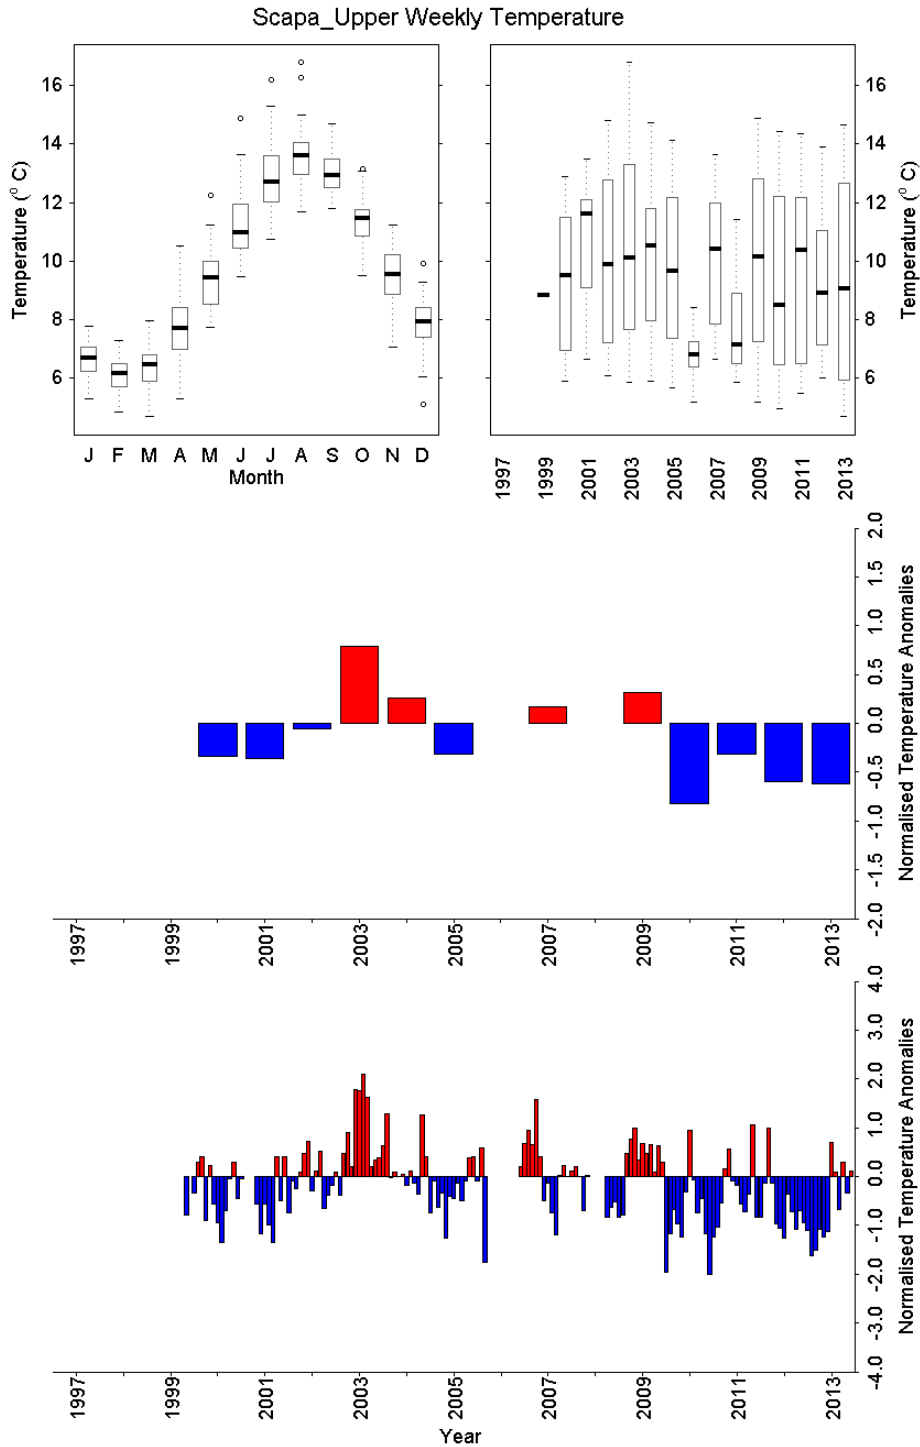 Scapa_Upper Weekly Temperature
Temperature (⁰ C)
16
14
12
10
8
6
J F M A M J J A S O N D
Month
Temperature (⁰ C)
16
14
12
10
8
6
1997 1999 2001 2003 2005 2007 2009 2011 2013
Normalised Temperature Anomalies
2.0
1.5
1.0
0.5
0.0
-0.5
-1.0
-1.5
-2.0
1997 1999 2001 2003 2005 2007 2009 2011 2013
Normalised Temperature Anomalies
4.0
3.0
2.0
1.0
0.0
-1.0
-2.0
-3.0
-4.0
1997 1999 2001 2003 2005 2007 2009 2011 2013
Year